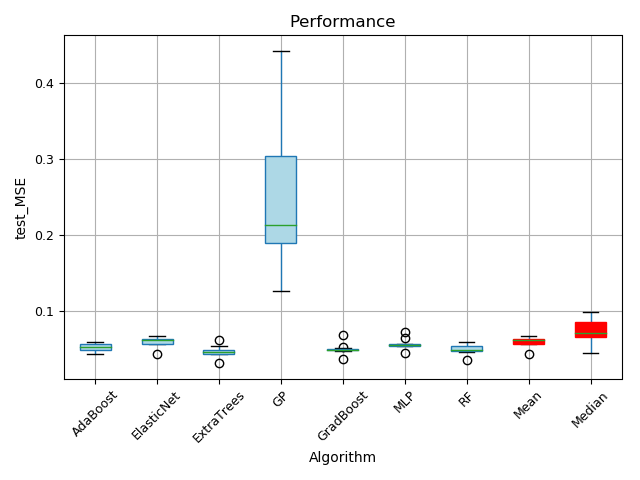 Performance
test_MSE
0.4
0.3
0.2
0.1
AdaBoost
ElasticNet
ExtraTrees
GP
GradBoost
MLP
RF
Mean
Median
Algorithm